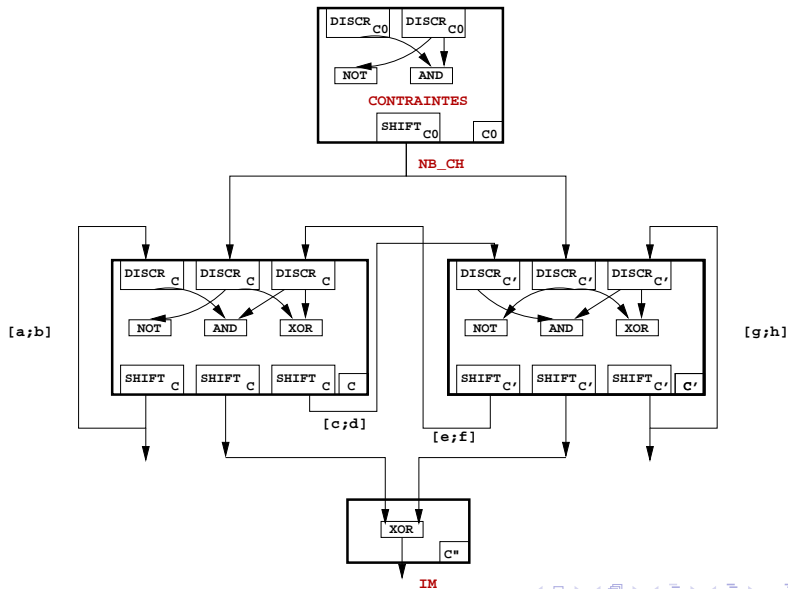 DISCR C0 DISCR C0
NOT AND
CONTRAINTES
SHIFT C0 C0
NB_CH
DISCR C DISCR C DISCR C
NOT AND XOR
SHIFT C SHIFT C SHIFT C C
DISCR C' DISCR C' DISCR C'
NOT AND XOR
SHIFT C' SHIFT C' SHIFT C' C'
[a;b]
[g;h]
[c;d]
[e;f]
XOR
C"
IM